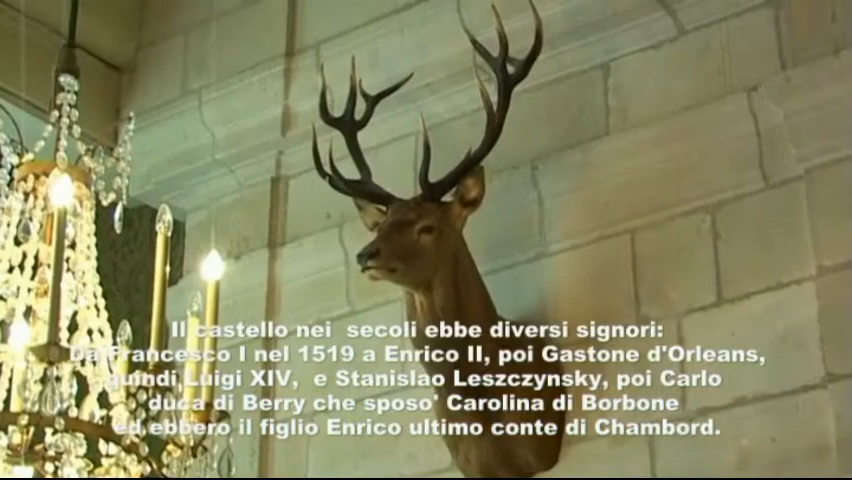 Il castello nei secoli ebbe diversi signori:
Da Francesco I nel 1519 a Enrico II, poi Gastone d'Orleans,
quindi Luigi XIV, e Stanislao Leszczynsky, poi Carlo
duca di Berry che sposo' Carolina di Borbone
ed ebbero il figlio Enrico ultimo conte di Chambord.